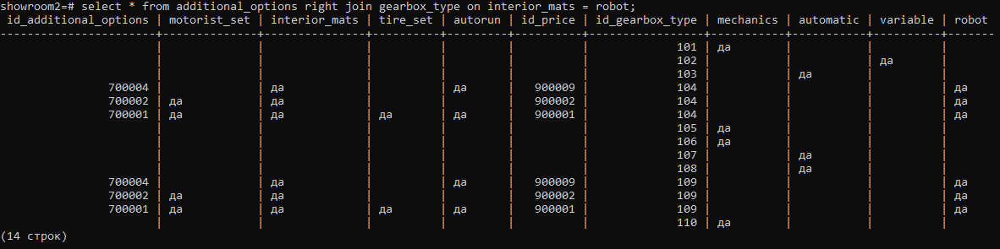 showroom2=# select * from additional_options right join gearbox_type on interior_mats = robot;
 id_additional_options | motorist_set | interior_mats | tire_set | autorun | id_price | id_gearbox_type | mechanics | automatic | variable | robot
-----------------------+--------------+---------------+----------+---------+----------+-----------------+-----------+-----------+----------+-------
                       |              |               |          |         |          |             101 | да        |           |          |
                       |              |               |          |         |          |             102 |           |           | да       |
                       |              |               |          |         |          |             103 |           | да        |          |
                700004 |              | да            |          | да      |   900009 |             104 |           |           |          | да
                700002 | да           | да            |          |         |   900002 |             104 |           |           |          | да
                700001 | да           | да            | да       | да      |   900001 |             104 |           |           |          | да
                       |              |               |          |         |          |             105 | да        |           |          |
                       |              |               |          |         |          |             106 | да        |           |          |
                       |              |               |          |         |          |             107 |           | да        |          |
                       |              |               |          |         |          |             108 |           | да        |          |
                700004 |              | да            |          | да      |   900009 |             109 |           |           |          | да
                700002 | да           | да            |          |         |   900002 |             109 |           |           |          | да
                700001 | да           | да            | да       | да      |   900001 |             109 |           |           |          | да
                       |              |               |          |         |          |             110 | да        |           |          |
(14 строк)